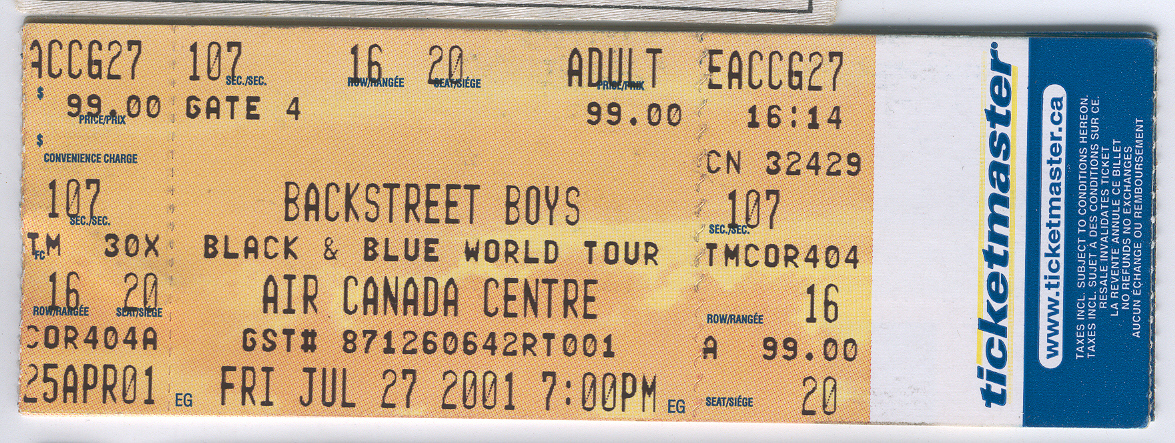 ACCG27 107 16 20 ADULT EACCG27
SEC./SEC. ROW/RANGÉE SEAT/SIÈGE PRICE/PRIX
$ 99.00 GATE 4 99.00 16:14
PRICE/PRIX
$ CONVENIENCE CHARGE
CN 32429
107 BACKSTREET BOYS 107
SEC./SEC. SEC./SEC.
TM FC 30X BLACK & BLUE WORLD TOUR TMCOR404
16 20 AIR CANADA CENTRE 16
ROW/RANGÉE SEAT/SIÈGE ROW/RANGÉE
COR404A GST# 871260642RT001 A 99.00
25APR01 EG FRI JUL 27 2001 7:00PM EG SEAT/SIÈGE 20
ticketmaster®
www.ticketmaster.ca
TAXES INCL. SUBJECT TO CONDITIONS HEREON.
TAXES INCL. SUJET A DES CONDITIONS SUR CE.
RESALE INVALIDATES TICKET
LA REVENTE ANNULE CE BILLET
NO REFUNDS NO EXCHANGES
AUCUN ÉCHANGE OU REMBOURSEMENT